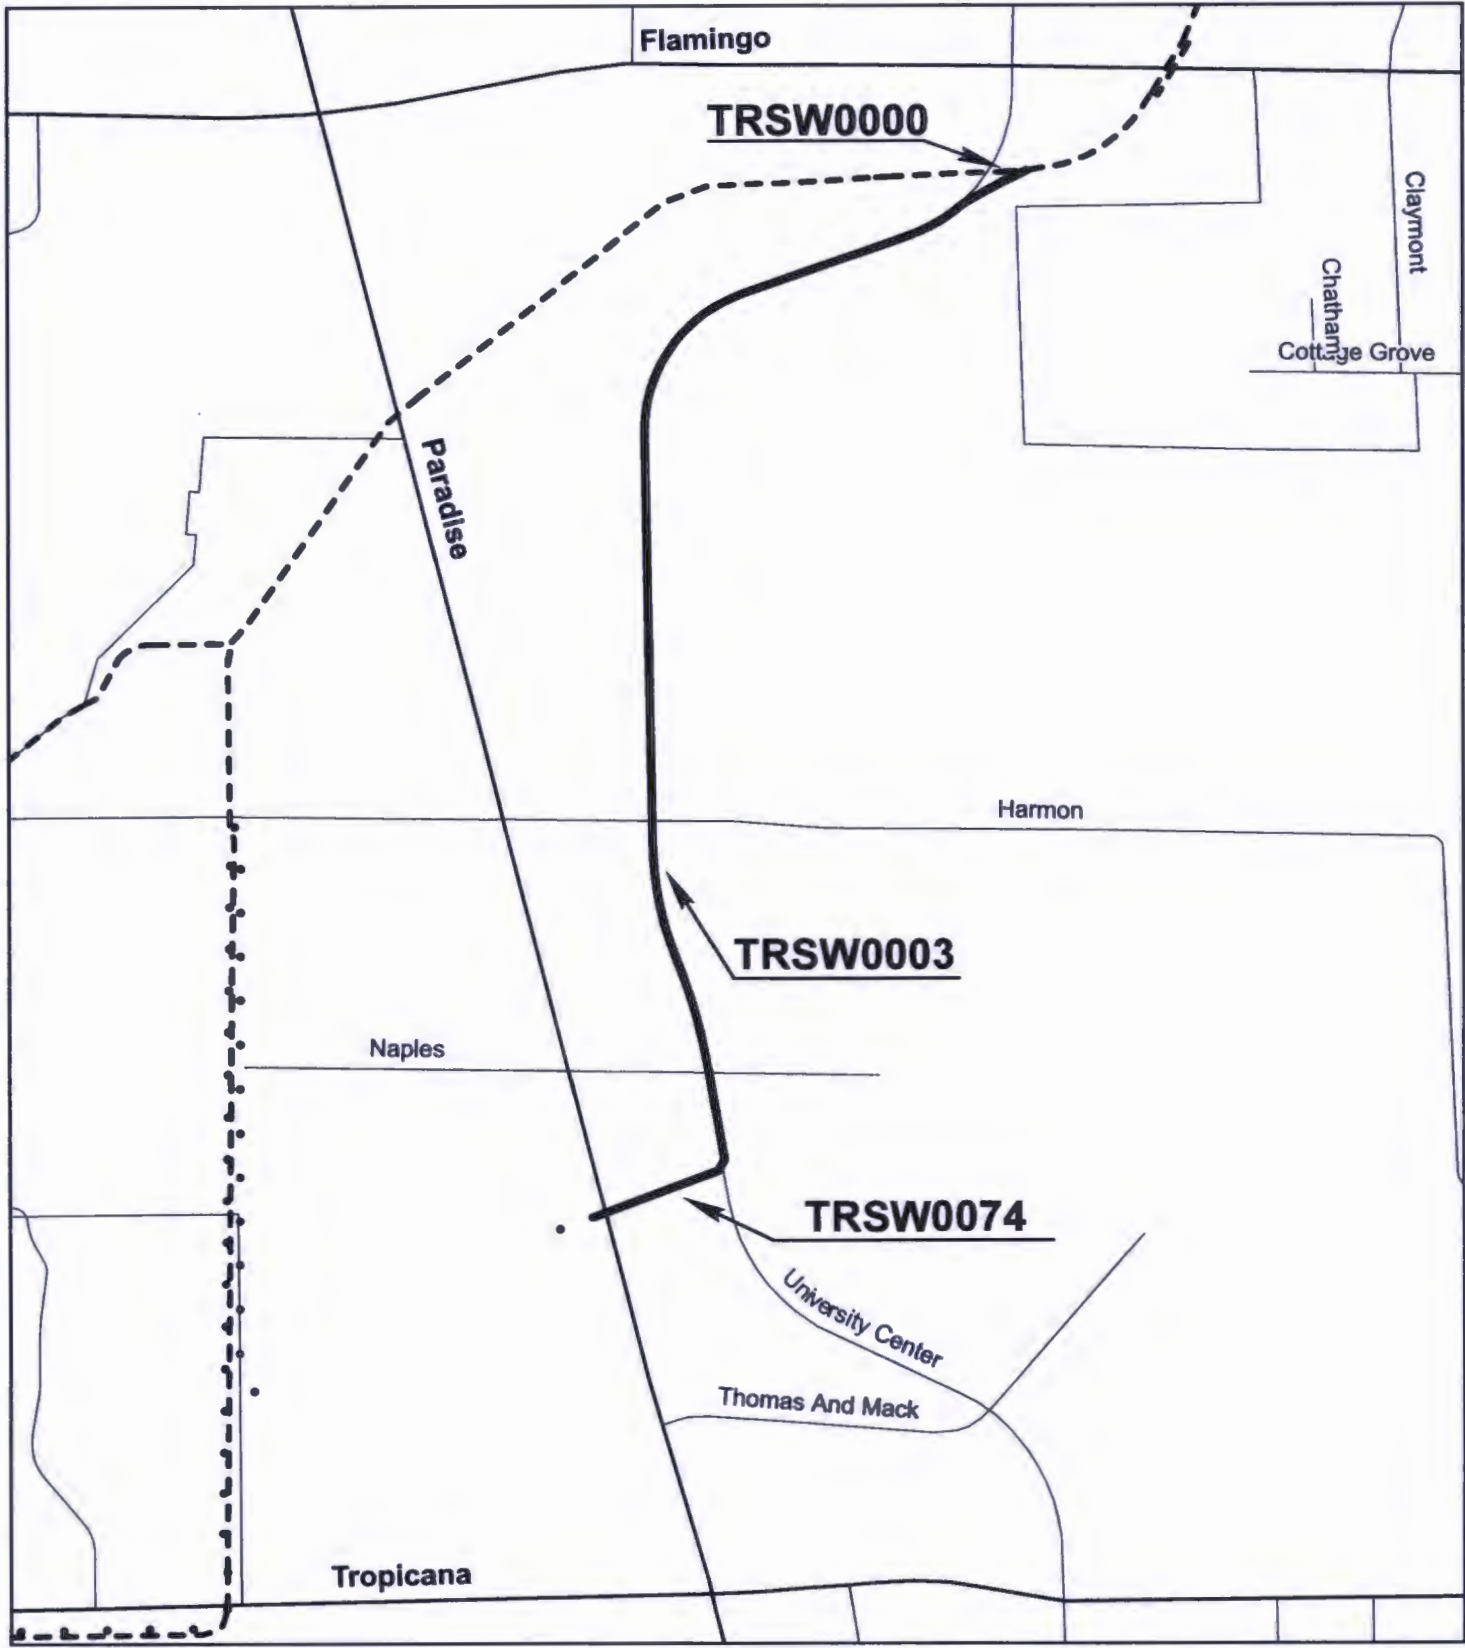 Flamingo
TRSW0000
Claymont
Chatham
Cottage Grove
Paradise
Harmon
TRSW0003
Naples
TRSW0074
University Center
Thomas And Mack
Tropicana